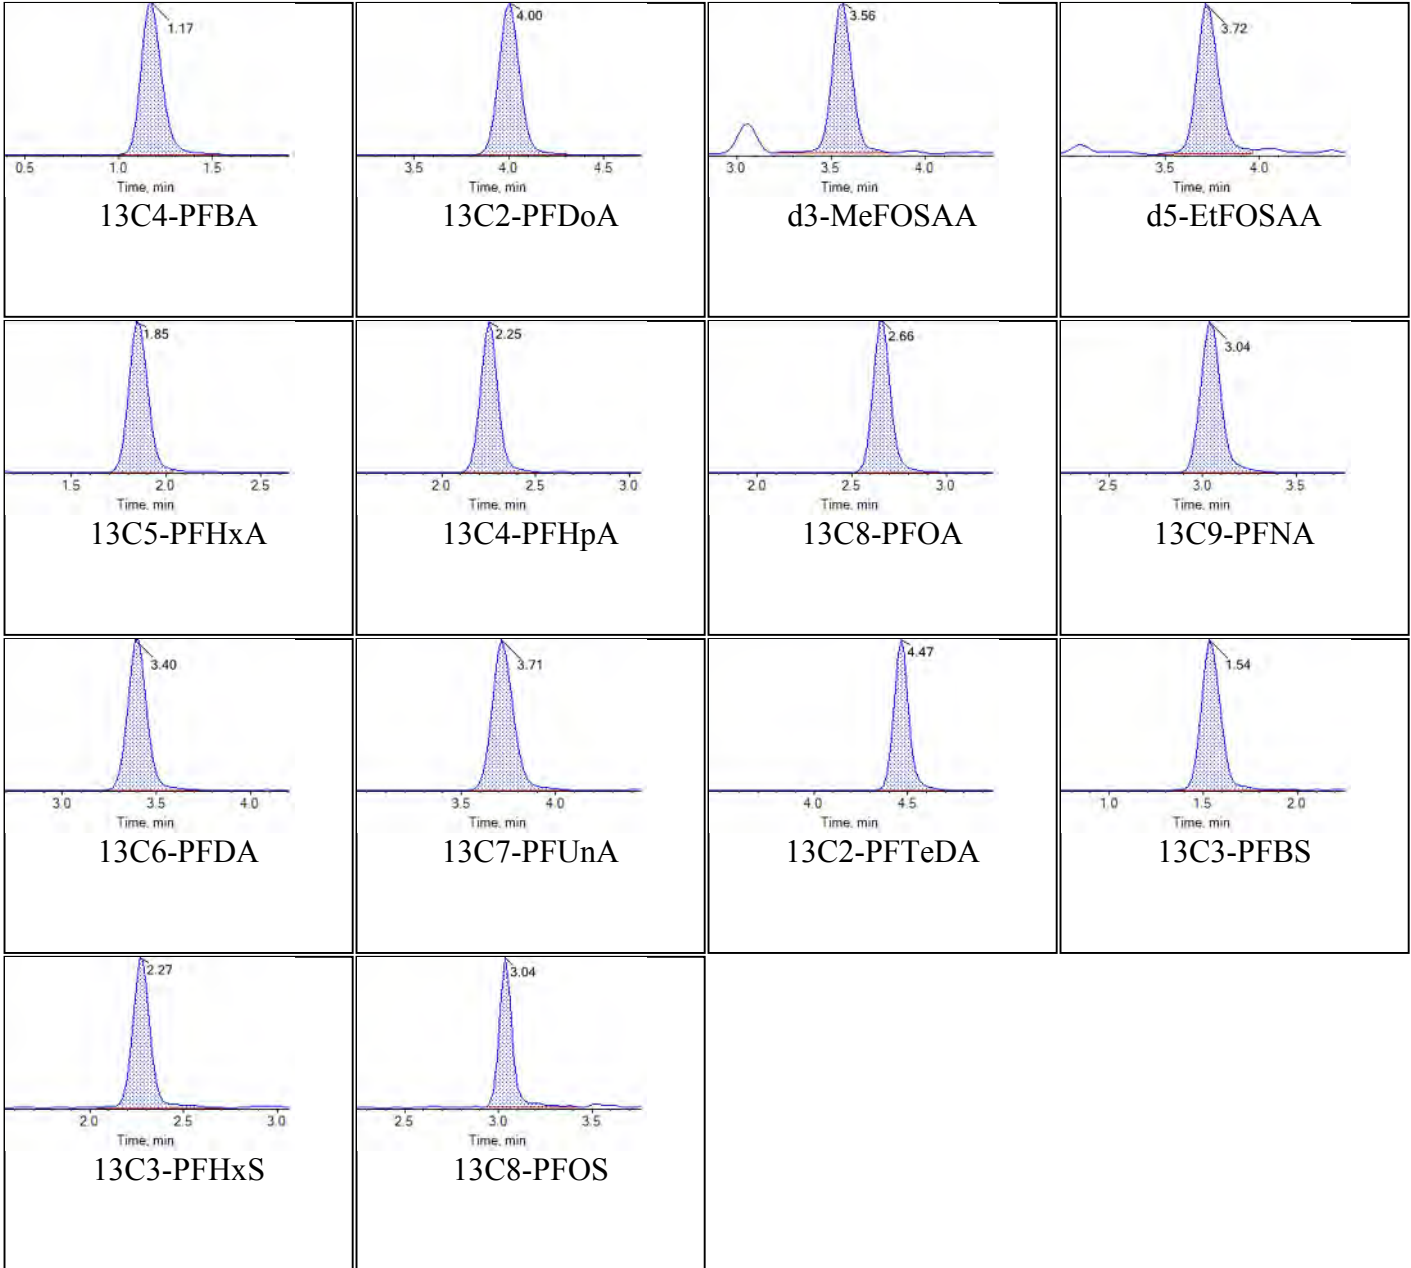 1.17
0.5 1.0 1.5
Time, min
13C4-PFBA
4.00
3.5 4.0 4.5
Time, min
13C2-PFDoA
3.56
3.0 3.5 4.0
Time, min
d3-MeFOSAA
3.72
3.5 4.0
Time, min
d5-EtFOSAA
1.85
1.5 2.0 2.5
Time, min
13C5-PFHxA
2.25
2.0 2.5 3.0
Time, min
13C4-PFHpA
2.66
2.0 2.5 3.0
Time, min
13C8-PFOA
3.04
2.5 3.0 3.5
Time, min
13C9-PFNA
3.40
3.0 3.5 4.0
Time, min
13C6-PFDA
3.71
3.5 4.0
Time, min
13C7-PFUnA
4.47
4.0 4.5
Time, min
13C2-PFTeDA
1.54
1.0 1.5 2.0
Time, min
13C3-PFBS
2.27
2.0 2.5 3.0
Time, min
13C3-PFHxS
3.04
2.5 3.0 3.5
Time, min
13C8-PFOS